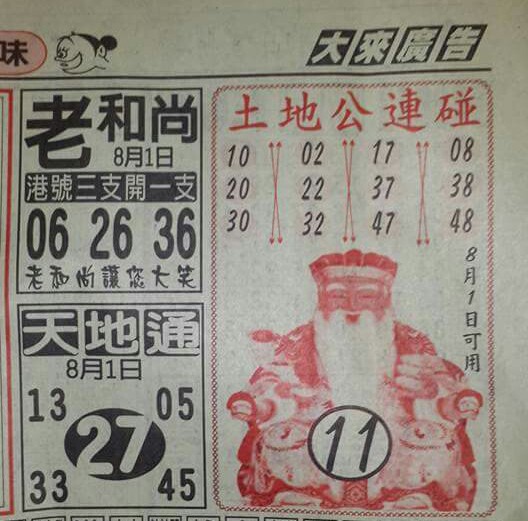 味
大來廣告
老和尚
8月1日
港號三支開一支
06 26 36
老和尚讓您大笑
天地通
8月1日
13 05
27
33 45
土地公連碰
10 02 17 08
20 22 37 38
30 32 47 48
8月1日可用
11